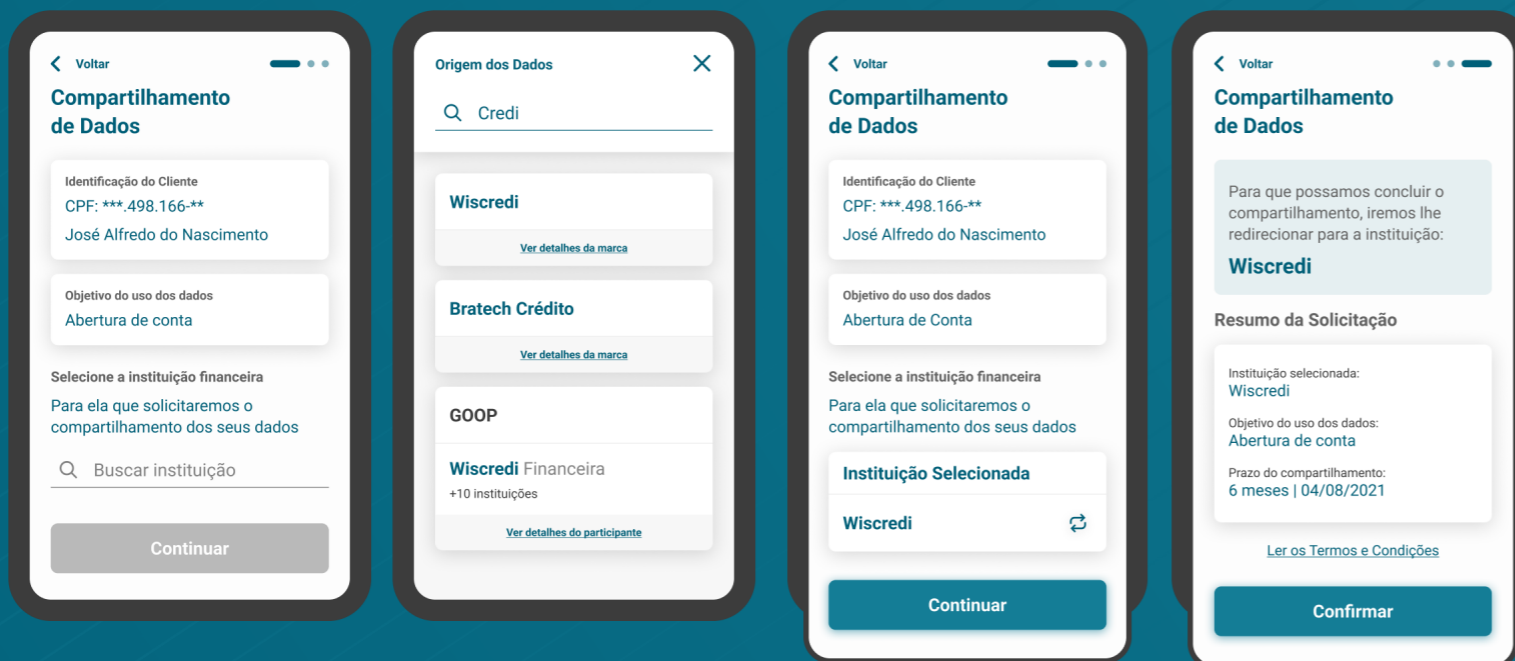 Voltar
Compartilhamento
de Dados
Identificação do Cliente
CPF: ***.498.166-**
José Alfredo do Nascimento
Objetivo do uso dos dados
Abertura de conta
Selecione a instituição financeira
Para ela que solicitaremos o
compartilhamento dos seus dados
Buscar instituição
Continuar
Origem dos Dados
Credi
Wiscredi
Ver detalhes da marca
Bratech Crédito
Ver detalhes da marca
GOOP
Wiscredi Financeira
+10 instituições
Ver detalhes do participante
Voltar
Compartilhamento
de Dados
Identificação do Cliente
CPF: ***.498.166-**
José Alfredo do Nascimento
Objetivo do uso dos dados
Abertura de Conta
Selecione a instituição financeira
Para ela que solicitaremos o
compartilhamento dos seus dados
Instituição Selecionada
Wiscredi
Continuar
Voltar
Compartilhamento
de Dados
Para que possamos concluir o
compartilhamento, iremos lhe
redirecionar para a instituição:
Wiscredi
Resumo da Solicitação
Instituição selecionada:
Wiscredi
Objetivo do uso dos dados:
Abertura de conta
Prazo do compartilhamento:
6 meses | 04/08/2021
Ler os Termos e Condições
Confirmar